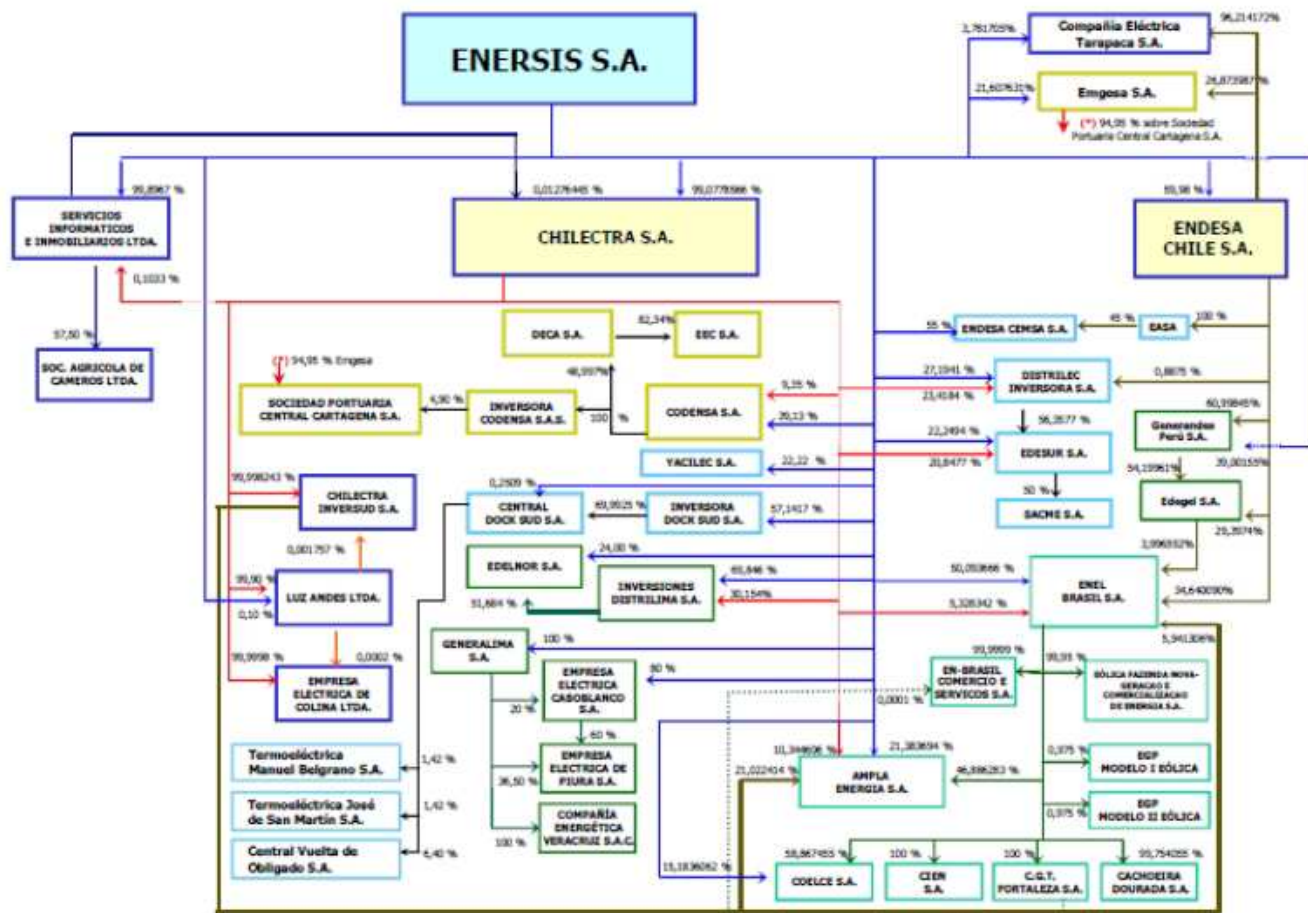 ENERSIS S.A.
3,781705%
Compañia Eléctrica
Tarapaca S.A.
96,214172%
21,607631%
Emgesa S.A.
26,873987%
(*) 94,95 % sobre Sociedad
Portuaria Central Cartagena S.A.
99,8967 %
0,01276445 %
99,0778966 %
59,98 %
SERVICIOS
INFORMATICOS
E INMOBILIARIOS LTDA.
CHILECTRA S.A.
ENDESA
CHILE S.A.
0,1033 %
57,50 %
SOC. AGRICOLA DE
CAMEROS LTDA.
DECA S.A.
82,34%
EEC S.A.
55 %
ENDESA CEMSA S.A.
45 %
EASA
100 %
(*) 94,95 % Emgesa
48,997%
SOCIEDAD PORTUARIA
CENTRAL CARTAGENA S.A.
4,90 %
INVERSORA
CODENSA S.A.S.
100 %
CODENSA S.A.
9,35 %
39,13 %
27,1941 %
23,4184 %
DISTRILEC
INVERSORA S.A.
0,8875 %
56,3577 %
60,99845%
Generandes
Perú S.A.
39,00155%
22,2494 %
20,8477 %
EDESUR S.A.
YACILEC S.A.
22,22 %
54,19961%
50 %
SACME S.A.
Edegel S.A.
29,3974%
99,998243 %
CHILECTRA
INVERSUD S.A.
0,2509 %
CENTRAL
DOCK SUD S.A.
69,9925 %
INVERSORA
DOCK SUD S.A.
57,1417 %
0,001757 %
24,00 %
EDELNOR S.A.
3,996932%
99,90 %
0,10 %
LUZ ANDES LTDA.
INVERSIONES
DISTRILIMA S.A.
69,846 %
30,154%
51,684 %
50,093666 %
5,328342 %
ENEL
BRASIL S.A.
34,640090%
5,941306%
99,9998 %
0,0002 %
EMPRESA
ELECTRICA DE
COLINA LTDA.
GENERALIMA
S.A.
100 %
EMPRESA
ELECTRICA
CABOBLANCO
S.A.
80 %
20 %
60 %
99,9999 %
EN-BRASIL
COMERCIO E
SERVICOS S.A.
99,95 %
EÓLICA FAZENDA NOVA-
GERACAO E
COMERCIALIZACAO
DE ENERGIA S.A.
0,0001 %
Termoeléctrica
Manuel Belgrano S.A.
1,42 %
36,50 %
EMPRESA
ELECTRICA DE
PIURA S.A.
10,344606 %
21,383694 %
21,022414 %
AMPLA
ENERGIA S.A.
46,886283 %
0,975 %
EGP
MODELO I EÓLICA
Termoeléctrica José
de San Martín S.A.
1,42 %
COMPAÑÍA
ENERGÉTICA
VERACRUZ S.A.C.
100 %
0,975 %
EGP
MODELO II EÓLICA
Central Vuelta de
Obligado S.A.
6,40 %
15,1836062 %
58,867455 %
COELCE S.A.
100 %
CIEN
S.A.
100 %
C.G.T.
FORTALEZA S.A.
99,754055 %
CACHOEIRA
DOURADA S.A.